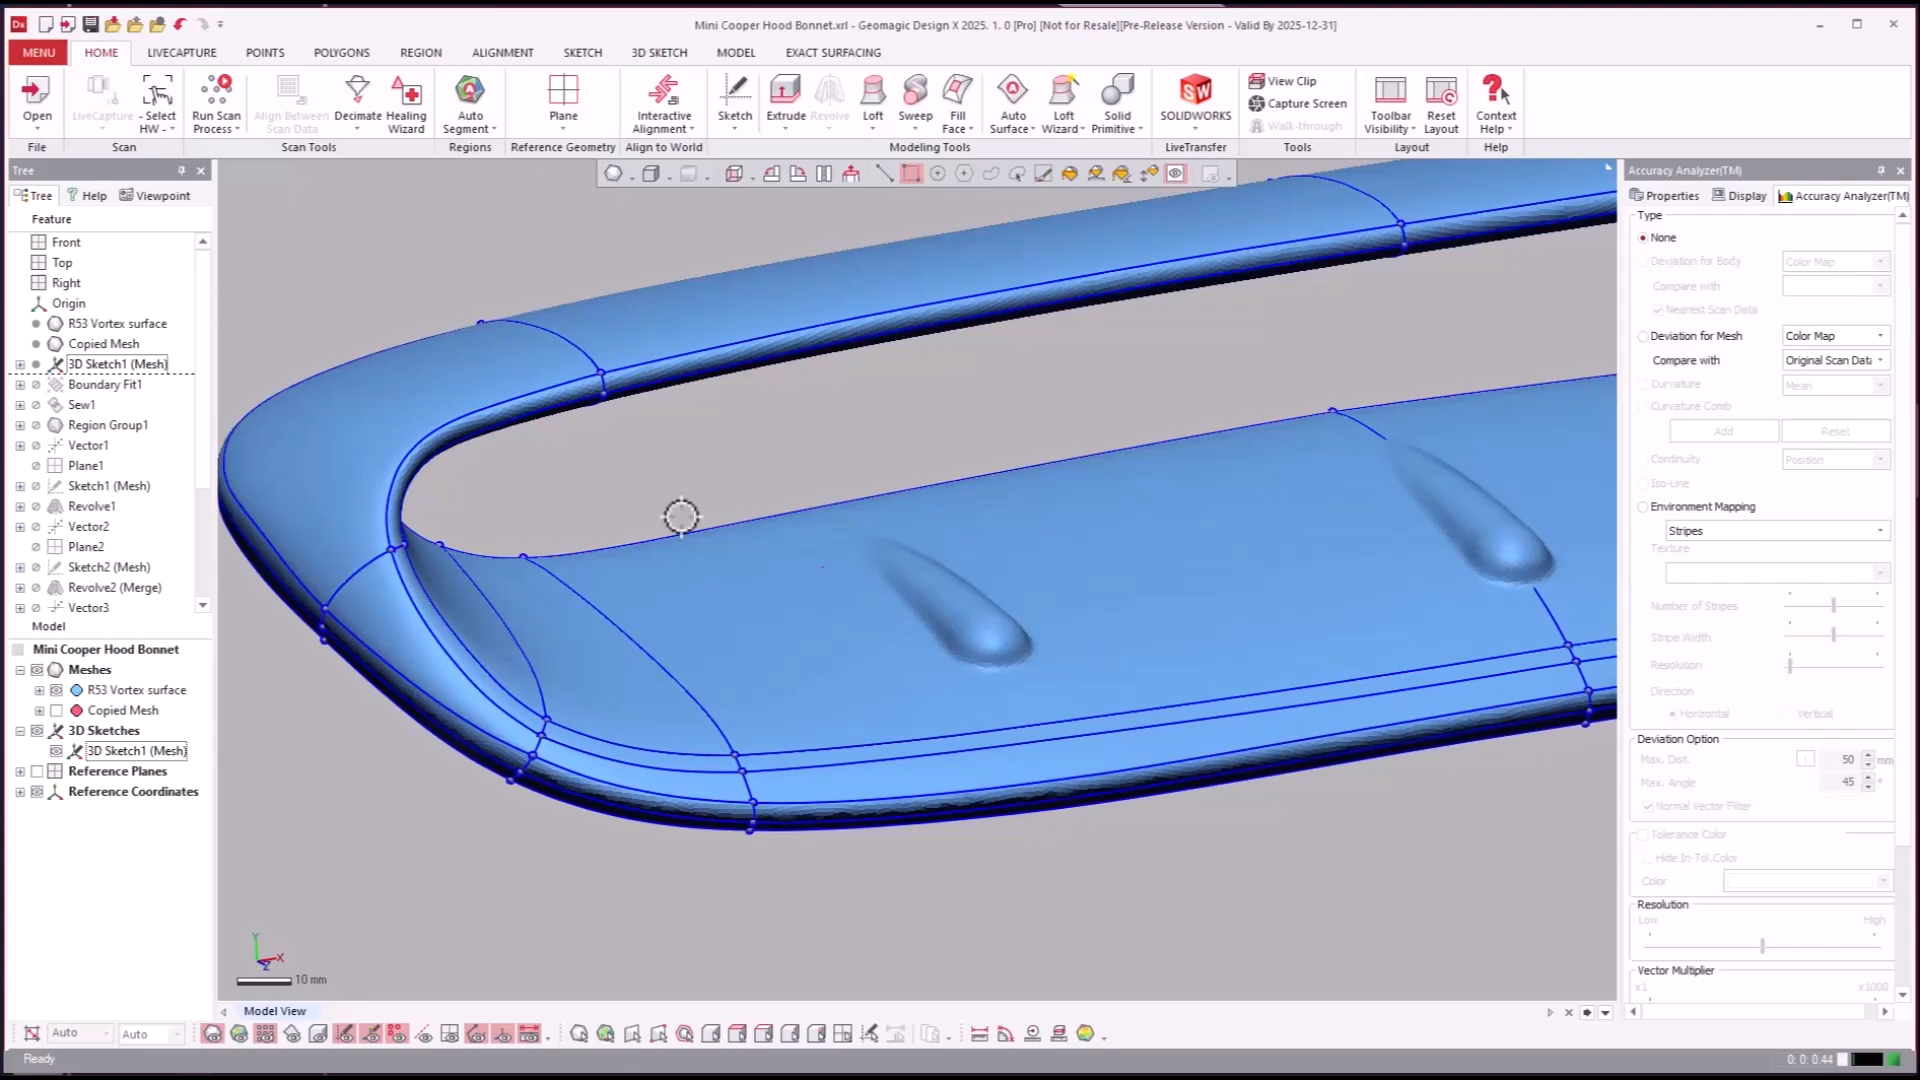 Dx
Mini Cooper Hood Bonnet.xrl - Geomagic Design X 2025. 1. 0 [Pro] [Not for Resale][Pre-Release Version - Valid By 2025-12-31]
MENU HOME LIVECAPTURE POINTS POLYGONS REGION ALIGNMENT SKETCH 3D SKETCH MODEL EXACT SURFACING
Open
LiveCapture
- Select HW -
Run Scan Process
Align Between Scan Data
Decimate
Healing Wizard
Auto Segment
Plane
Interactive Alignment
Sketch
Extrude
Revolve
Loft
Sweep
Fill Face
Auto Surface
Loft Wizard
Solid Primitive
SW
SOLIDWORKS
View Clip
Capture Screen
Walk-through
Toolbar Visibility
Reset Layout
Context Help
File Scan Scan Tools Regions Reference Geometry Align to World Modeling Tools LiveTransfer Tools Layout Help
Tree
Tree Help Viewpoint
Feature
Front
Top
Right
Origin
R53 Vortex surface
Copied Mesh
3D Sketch1 (Mesh)
Boundary Fit1
Sew1
Region Group1
Vector1
Plane1
Sketch1 (Mesh)
Revolve1
Vector2
Plane2
Sketch2 (Mesh)
Revolve2 (Merge)
Vector3
Model
Mini Cooper Hood Bonnet
Meshes
R53 Vortex surface
Copied Mesh
3D Sketches
3D Sketch1 (Mesh)
Reference Planes
Reference Coordinates
Y
X
Z
10 mm
Accuracy Analyzer(TM)
Properties Display Accuracy Analyzer(TM)
Type
None
Deviation for Body Color Map
Compare with
Nearest Scan Data
Deviation for Mesh Color Map
Compare with Original Scan Data
Curvature Mean
Curvature Comb
Add Reset
Continuity Position
Iso-Line
Environment Mapping
Stripes
Texture
Number of Stripes
Stripe Width
Resolution
Direction
Horizontal Vertical
Deviation Option
Max. Dist. 50 mm
Max. Angle 45 °
Normal Vector Filter
Tolerance Color
Hide In-Tol.Color
Color
Resolution
Low High
Vector Multiplier
x1 x1000
Model View
Auto Auto
Ready
0: 0: 0.44